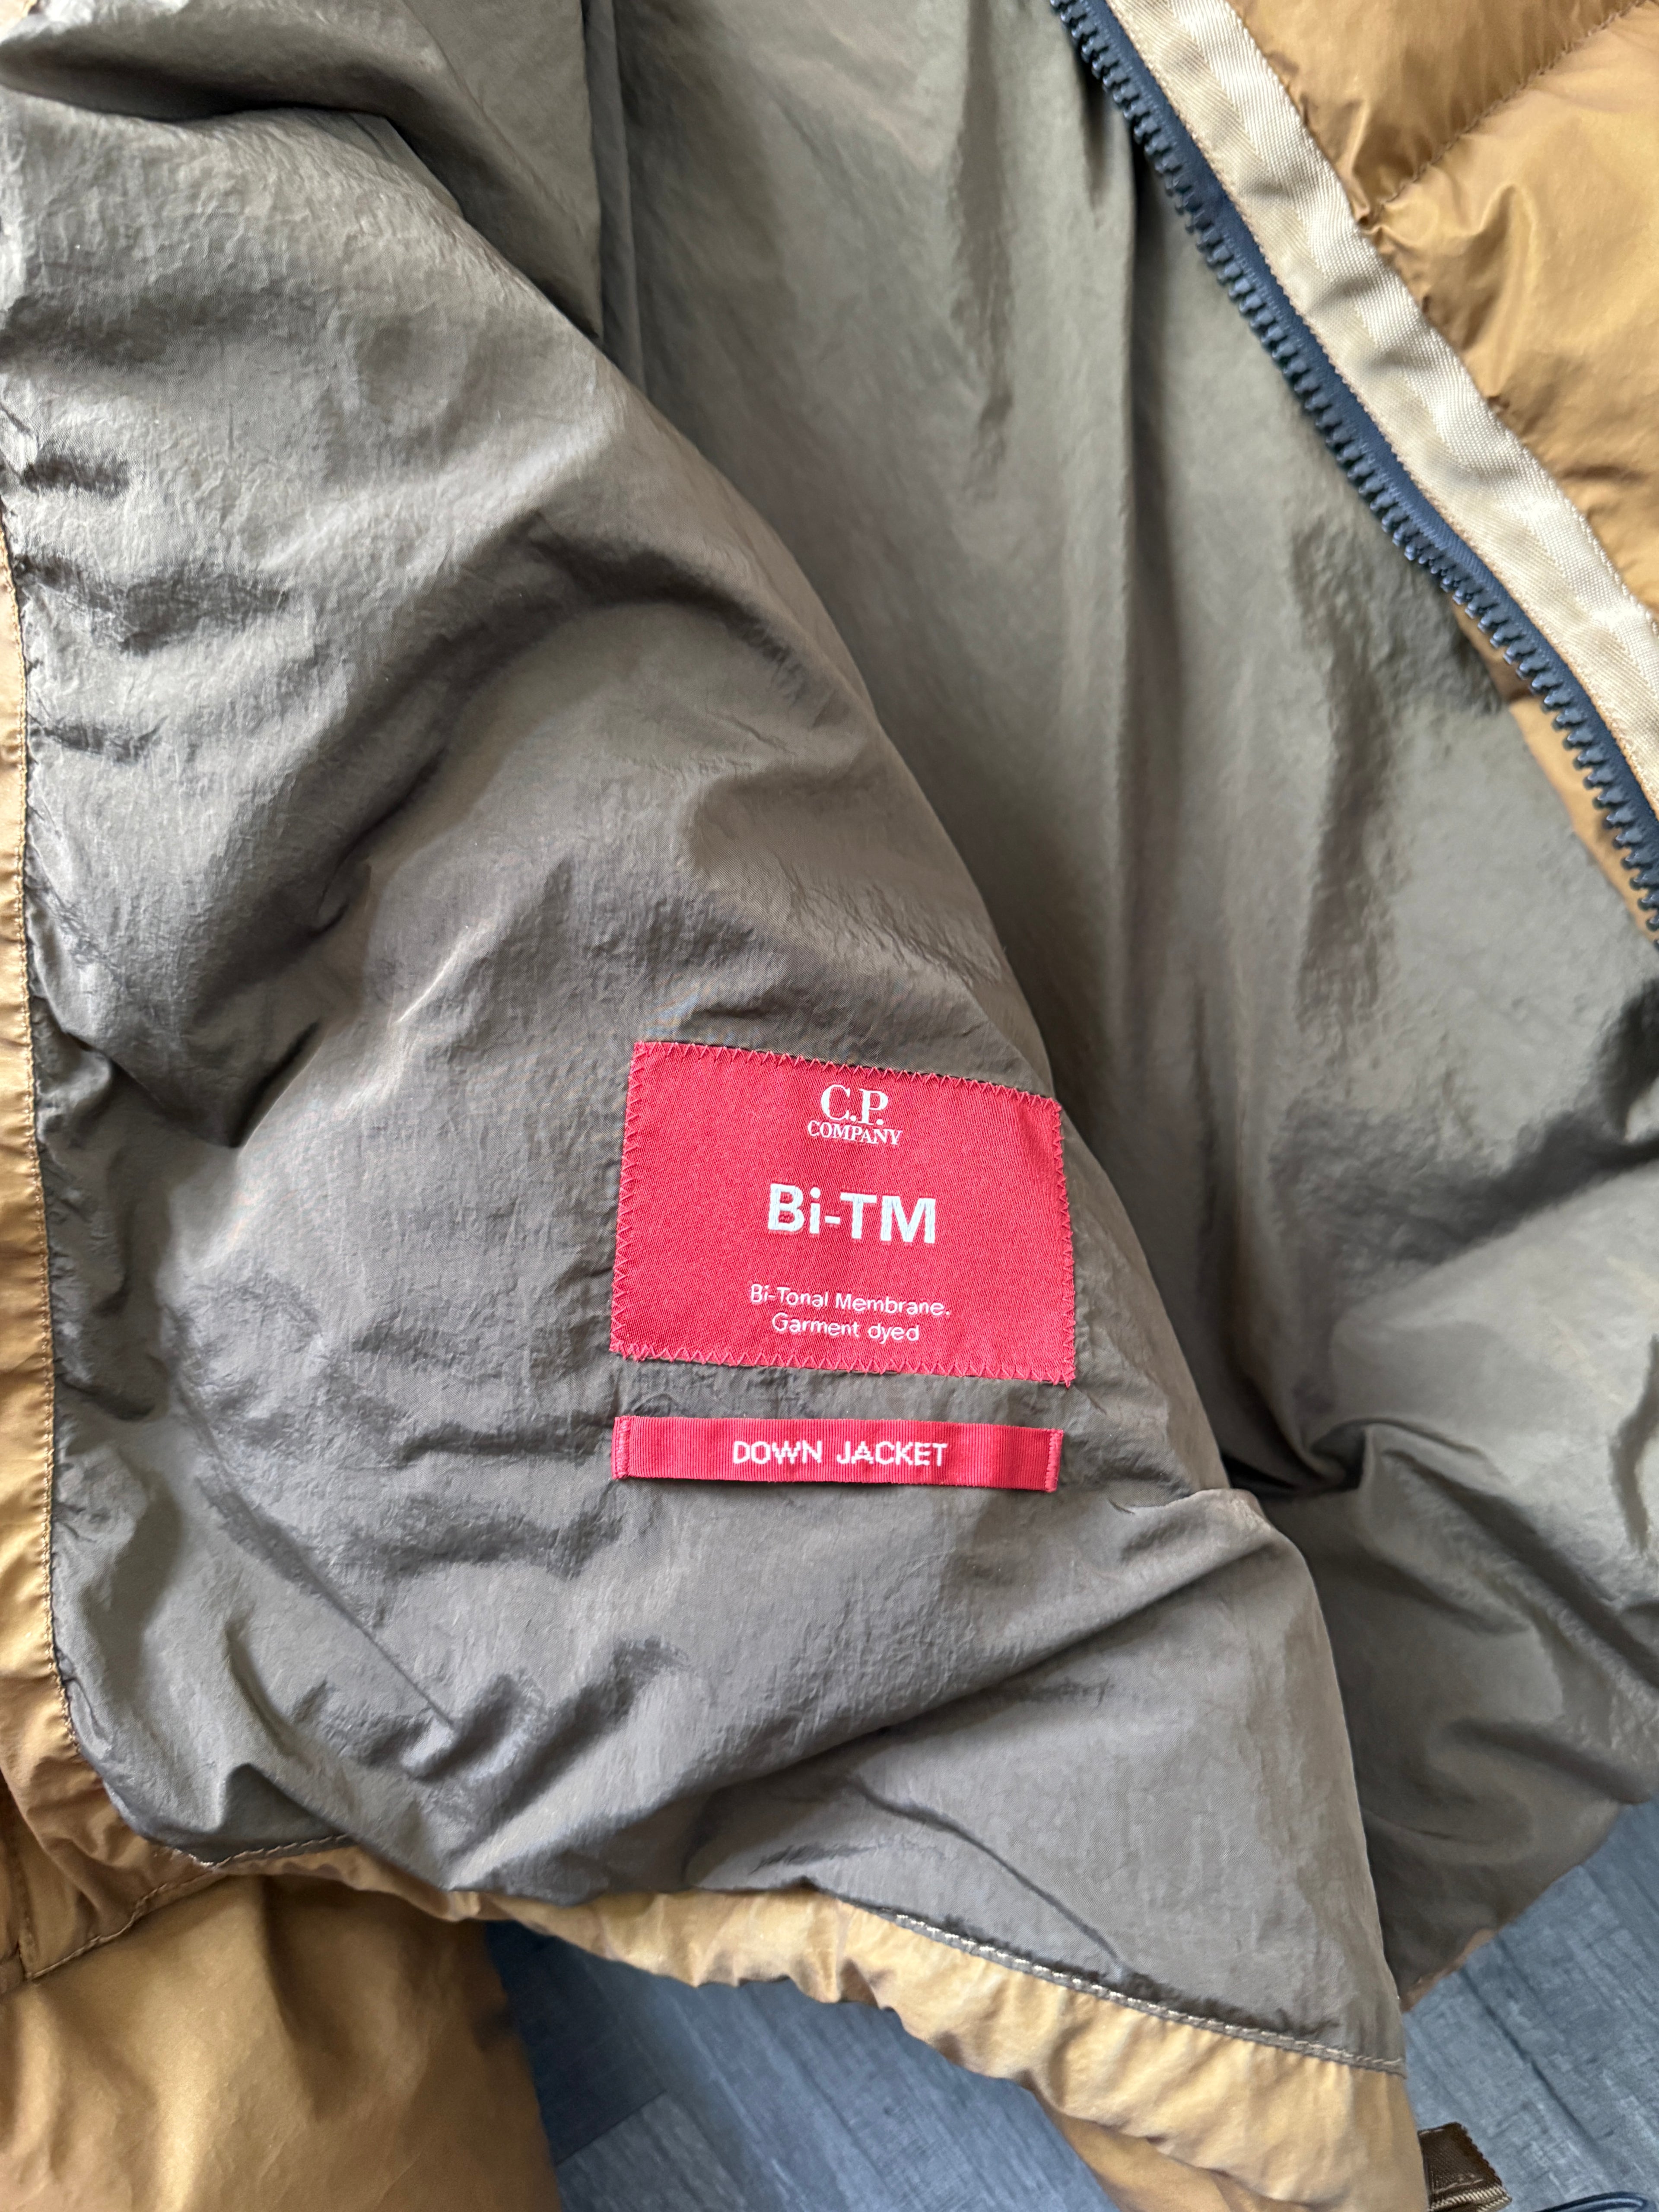 C.P.
COMPANY
Bi-TM
Bi-Tonal Membrane.
Garment dyed
DOWN JACKET